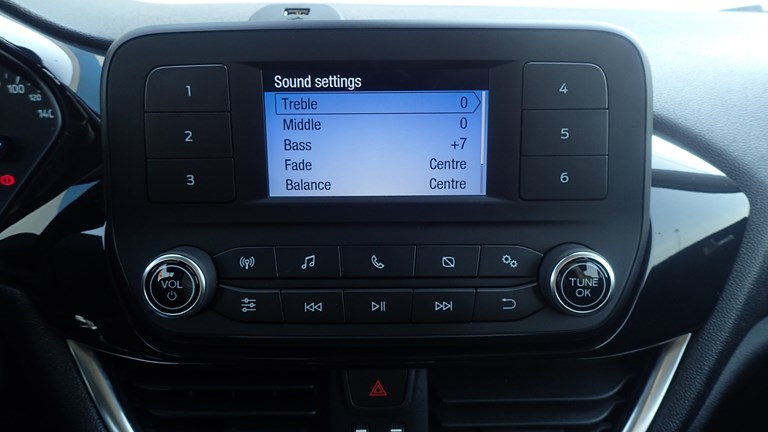 Sound settings
Treble 0
Middle 0
Bass +7
Fade Centre
Balance Centre
1
2
3
4
5
6
VOL
TUNE
OK
100
120
140